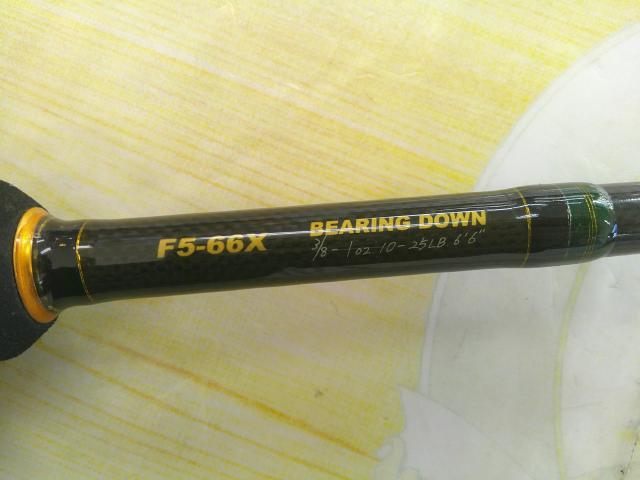 F5-66X
BEARING DOWN
3/8-1oz. 10-25LB. 6'6"